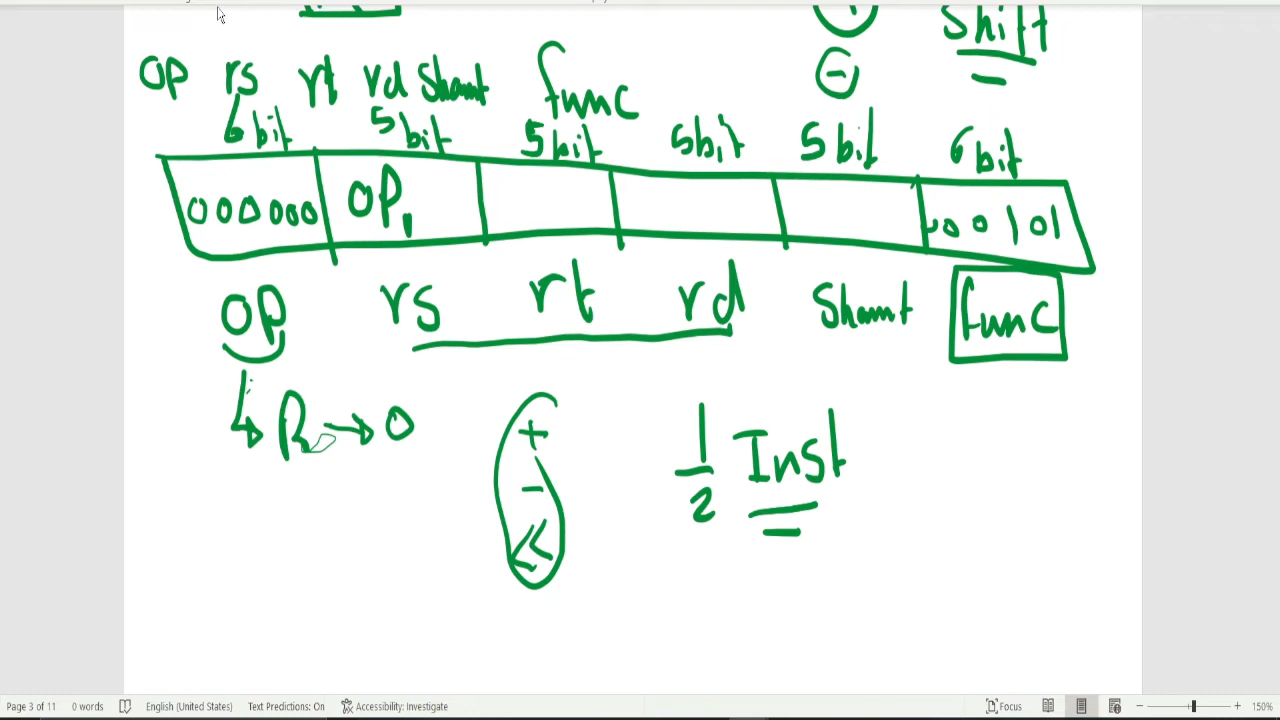 Shift
OP rs rt rd Shamt func
-
6 bit 5 bit 5 bit 5 bit 5 bit 6 bit
000000 OP1 000101
OP rs rt rd Shamt func
R → 0
+
-
<<
1/2 Inst
Page 3 of 11 0 words English (United States) Text Predictions: On Accessibility: Investigate Focus 150%